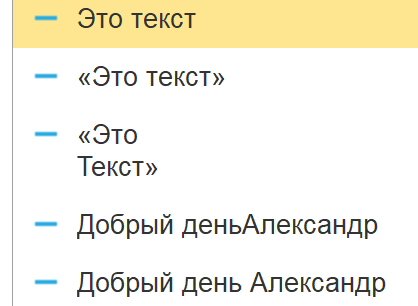 Это текст
«Это текст»
«Это
Текст»
Добрый деньАлександр
Добрый день Александр